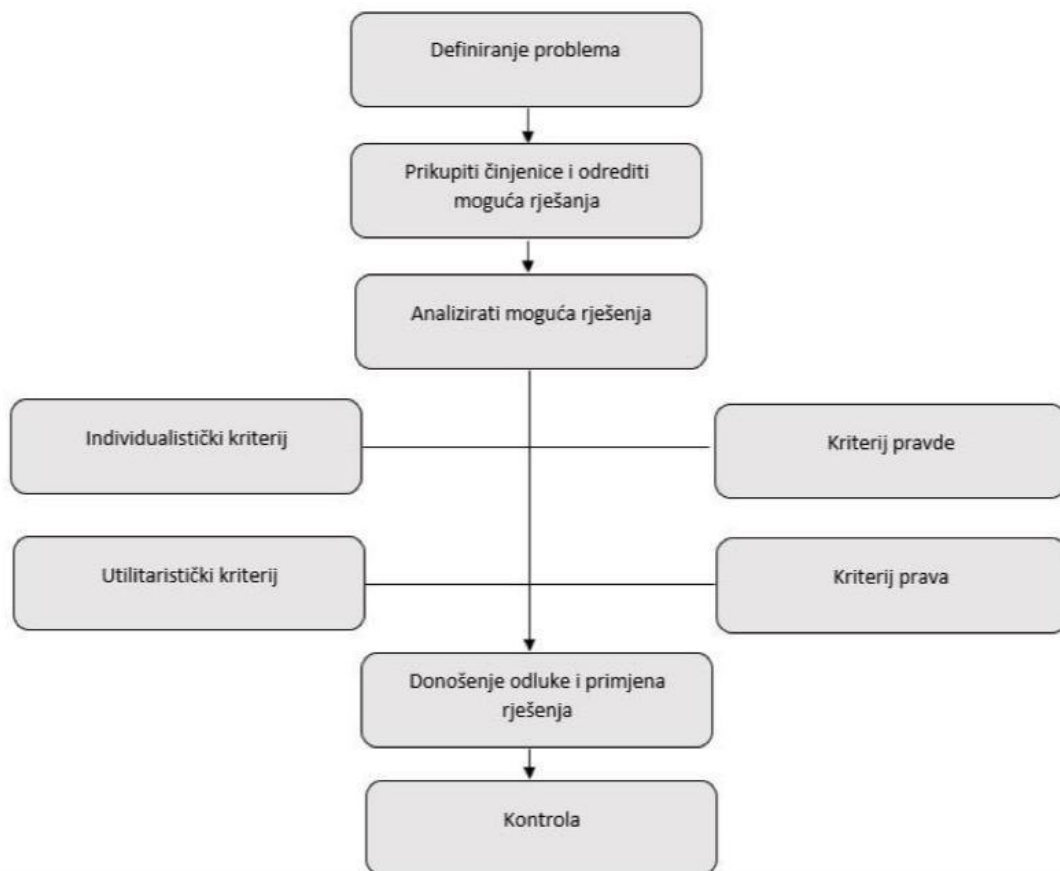 Definiranje problema
Prikupiti činjenice i odrediti
moguća rješanja
Analizirati moguća rješenja
Individualistički kriterij
Kriterij pravde
Utilitaristički kriterij
Kriterij prava
Donošenje odluke i primjena
rješenja
Kontrola